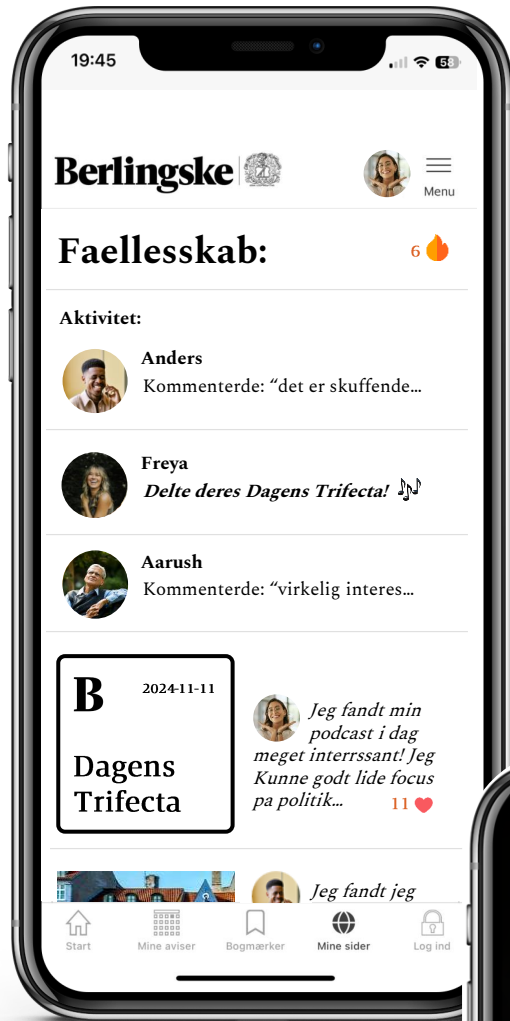 19:45
58
Berlingske
Menu
Faellesskab:
6
Aktivitet:
Anders
Kommenterde: “det er skuffende...
Freya
Delte deres Dagens Trifecta!
Aarush
Kommenterde: “virkelig interes...
B
2024-11-11
Dagens
Trifecta
Jeg fandt min
podcast i dag
meget interrssant! Jeg
Kunne godt lide focus
pa politik...
11
Jeg fandt jeg
Start
Mine aviser
Bogmærker
Mine sider
Log ind